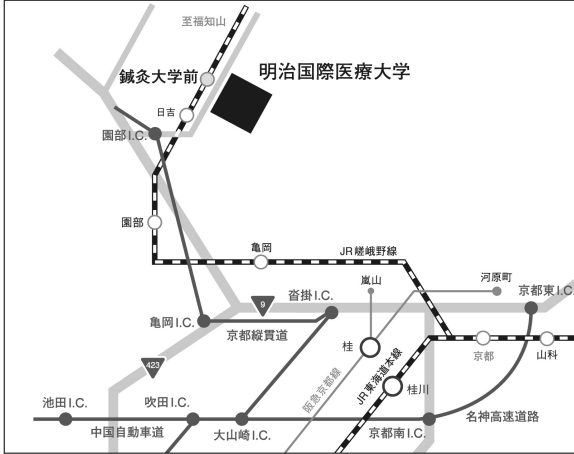 至福知山
鍼灸大学前
明治国際医療大学
日吉
園部I.C.
園部
亀岡
JR嵯峨野線
嵐山
河原町
沓掛I.C.
京都東I.C.
9
亀岡I.C.
京都縦貫道
桂
京都
山科
423
JR東海道本線
阪急京都線
桂川
池田I.C.
吹田I.C.
名神高速道路
中国自動車道
大山崎I.C.
京都南I.C.